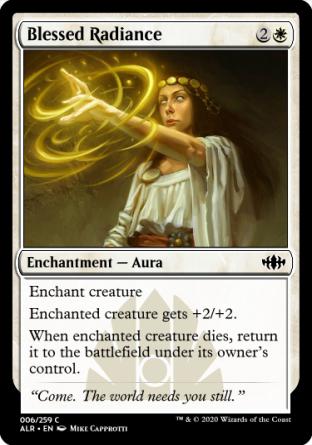 Blessed Radiance 2
Enchantment — Aura
Enchant creature
Enchanted creature gets +2/+2.
When enchanted creature dies, return
it to the battlefield under its owner's
control.
“Come. The world needs you still.”
006/259 C
ALR • EN Mike Capprotti
™ & © 2020 Wizards of the Coast